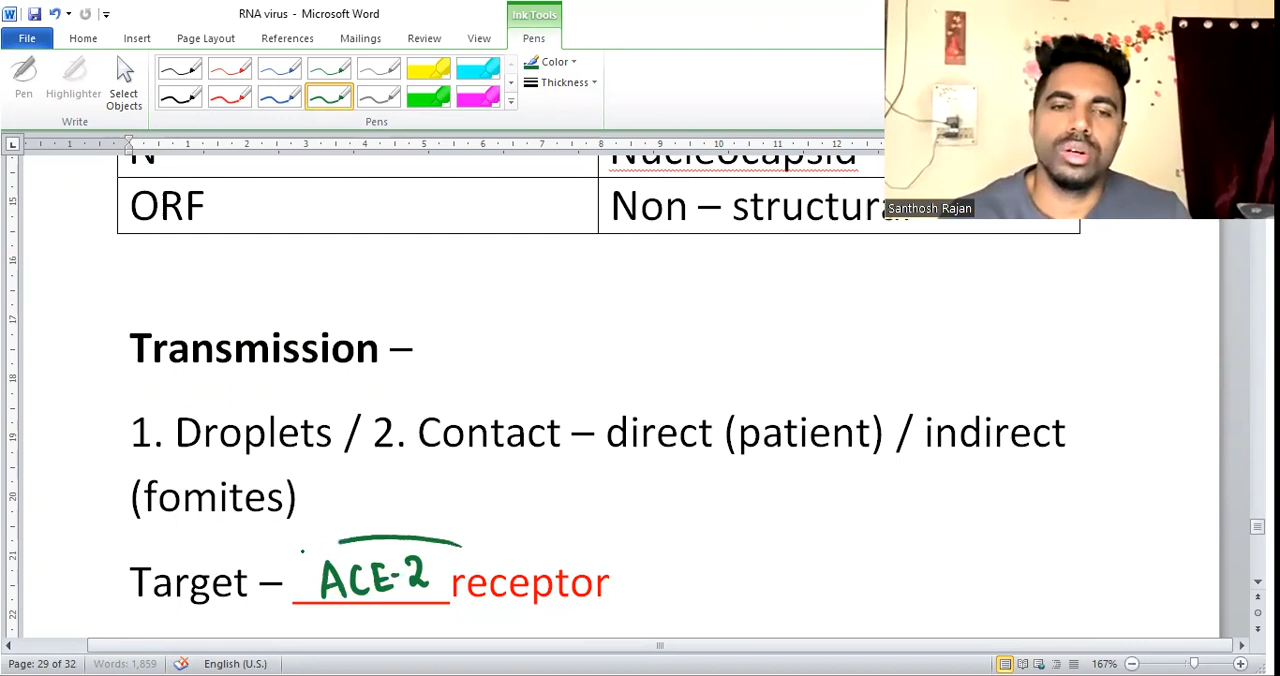 RNA virus - Microsoft Word
Ink Tools
File Home Insert Page Layout References Mailings Review View Pens
Pen
Highlighter
Select Objects
Color
Thickness
Write
Pens
Santhosh Rajan
N Nucleocapsid
ORF Non – structural
Transmission –
1. Droplets / 2. Contact – direct (patient) / indirect
(fomites)
Target – ACE-2 receptor
Page: 29 of 32 Words: 1,859 English (U.S.) 167%